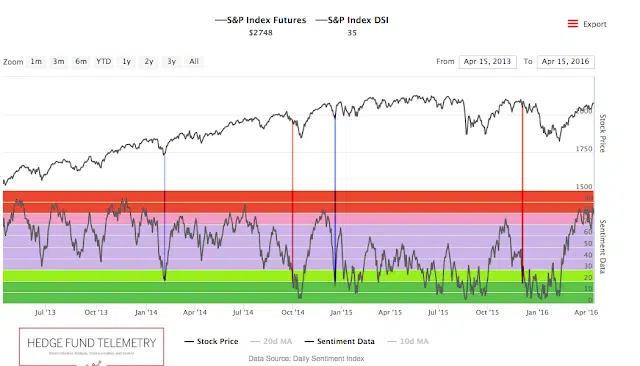 S&P Index Futures S&P Index DSI
$2748 35
Export
Zoom 1m 3m 6m YTD 1y 2y 3y All From Apr 15, 2013 To Apr 15, 2016
Stock Price
1750
1500
Sentiment Data
60
50
40
30
20
10
0
Jul '13 Oct '13 Jan '14 Apr '14 Jul '14 Oct '14 Jan '15 Apr '15 Jul '15 Oct '15 Jan '16 Apr '16
HEDGE FUND TELEMETRY
Stock Price 20d MA Sentiment Data 10d MA
Data Source: Daily Sentiment Index